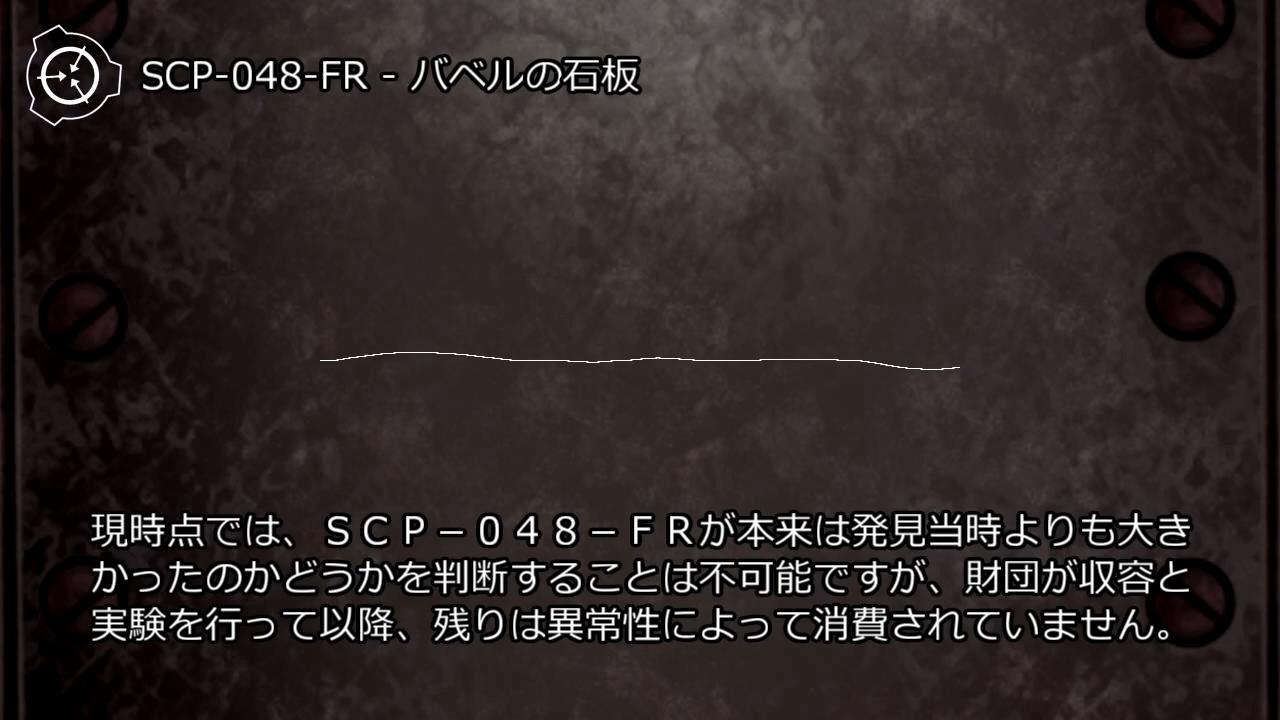 SCP-048-FR - バベルの石板
現時点では、ＳＣＰ－０４８－ＦＲが本来は発見当時よりも大き
かったのかどうかを判断することは不可能ですが、財団が収容と
実験を行って以降、残りは異常性によって消費されていません。